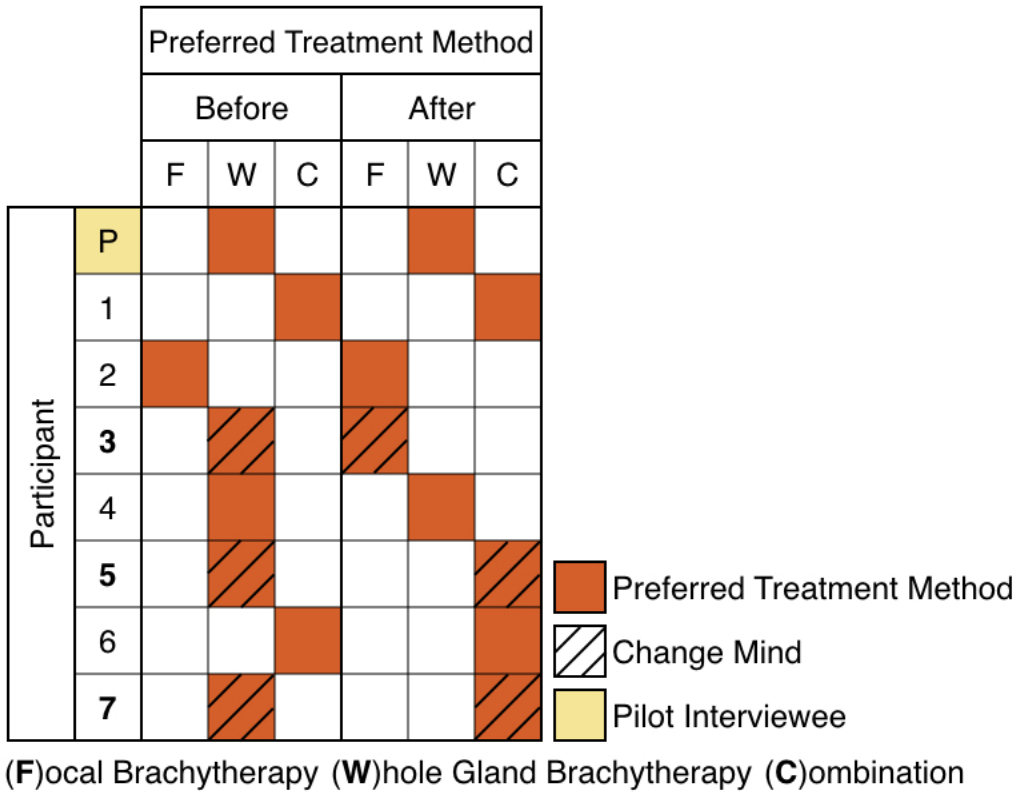 Preferred Treatment Method
Before After
F W C F W C
Participant
P
1
2
3
4
5
6
7
Preferred Treatment Method
Change Mind
Pilot Interviewee
(F)ocal Brachytherapy (W)hole Gland Brachytherapy (C)ombination